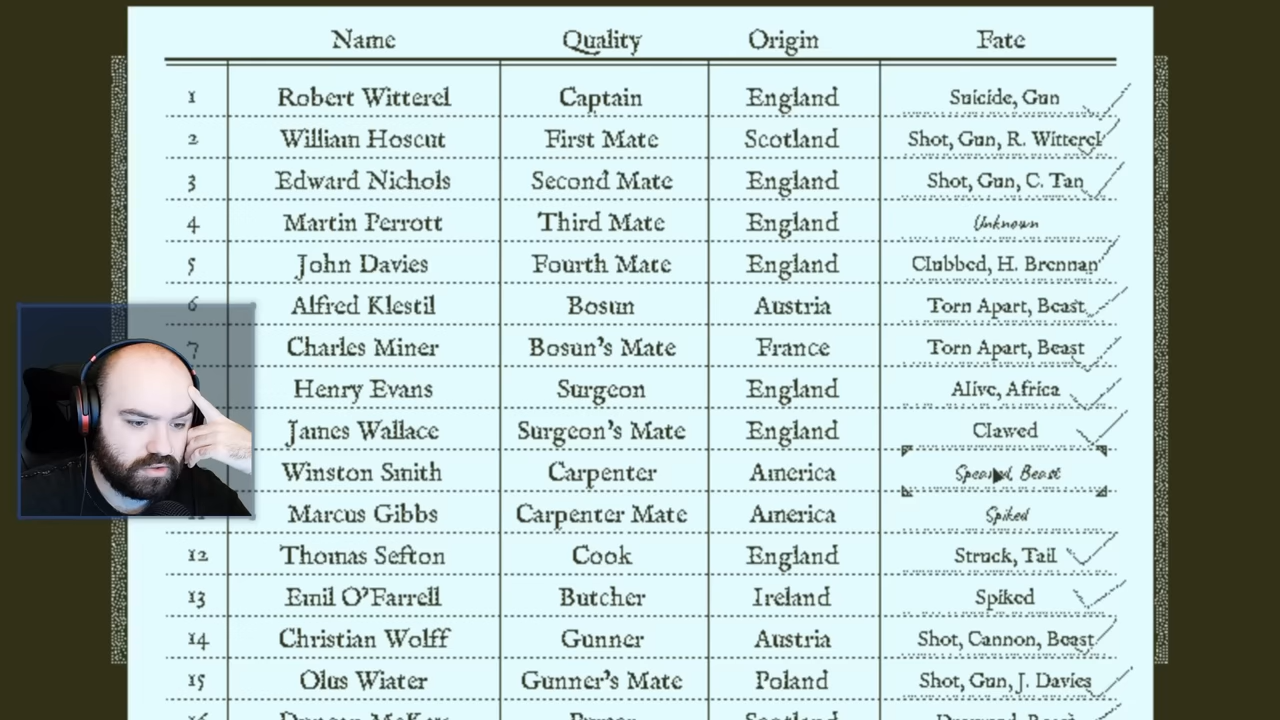 Name Quality Origin Fate
1 Robert Witterel Captain England Suicide, Gun
2 William Hoscut First Mate Scotland Shot, Gun, R. Witterel
3 Edward Nichols Second Mate England Shot, Gun, C. Tan
4 Martin Perrott Third Mate England Unknown
5 John Davies Fourth Mate England Clubbed, H. Brennan
6 Alfred Klestil Bosun Austria Torn Apart, Beast
7 Charles Miner Bosun's Mate France Torn Apart, Beast
Henry Evans Surgeon England Alive, Africa
James Wallace Surgeon's Mate England Clawed
Winston Smith Carpenter America Speared, Beast
11 Marcus Gibbs Carpenter Mate America Spiked
12 Thomas Sefton Cook England Struck, Tail
13 Emil O'Farrell Butcher Ireland Spiked
14 Christian Wolff Gunner Austria Shot, Cannon, Beast
15 Olus Wiater Gunner's Mate Poland Shot, Gun, J. Davies